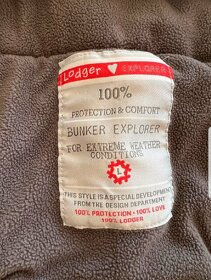 Lodger ♥ EXPLORER
100%
PROTECTION & COMFORT
BUNKER EXPLORER
FOR EXTREME WEATHER
CONDITIONS
L
THIS STYLE IS A SPECIAL DEVELOPMENT
FROM THE DESIGN DEPARTMENT
100% PROTECTION • 100% LOVE
100% LODGER